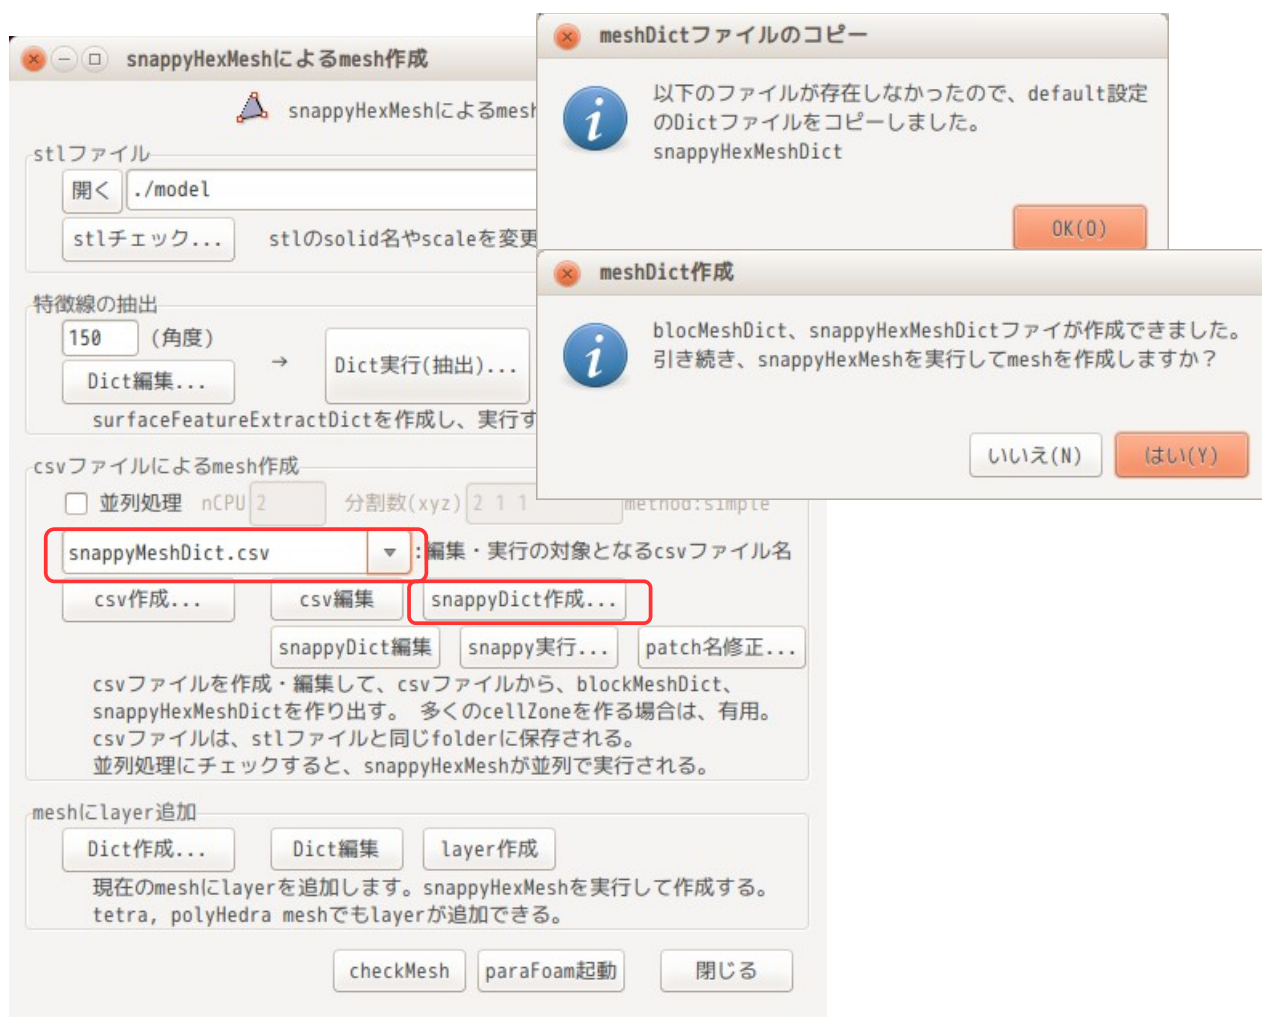 snappyHexMeshによるmesh作成
snappyHexMeshによるmesh
stlファイル
開く ./model
stlチェック... stlのsolid名やscaleを変更
特徴線の抽出
150 (角度)
→ Dict実行(抽出)...
Dict編集...
surfaceFeatureExtractDictを作成し、実行す
csvファイルによるmesh作成
並列処理 nCPU 2 分割数(xyz) 2 1 1 method:simple
snappyMeshDict.csv :編集・実行の対象となるcsvファイル名
csv作成... csv編集 snappyDict作成...
snappyDict編集 snappy実行... patch名修正...
csvファイルを作成・編集して、csvファイルから、blockMeshDict、
snappyHexMeshDictを作り出す。 多くのcellZoneを作る場合は、有用。
csvファイルは、stlファイルと同じfolderに保存される。
並列処理にチェックすると、snappyHexMeshが並列で実行される。
meshにlayer追加
Dict作成... Dict編集 layer作成
現在のmeshにlayerを追加します。snappyHexMeshを実行して作成する。
tetra, polyHedra meshでもlayerが追加できる。
checkMesh paraFoam起動 閉じる
meshDictファイルのコピー
以下のファイルが存在しなかったので、default設定
のDictファイルをコピーしました。
snappyHexMeshDict
OK(O)
meshDict作成
blocMeshDict、snappyHexMeshDictファイが作成できました。
引き続き、snappyHexMeshを実行してmeshを作成しますか？
いいえ(N) はい(Y)